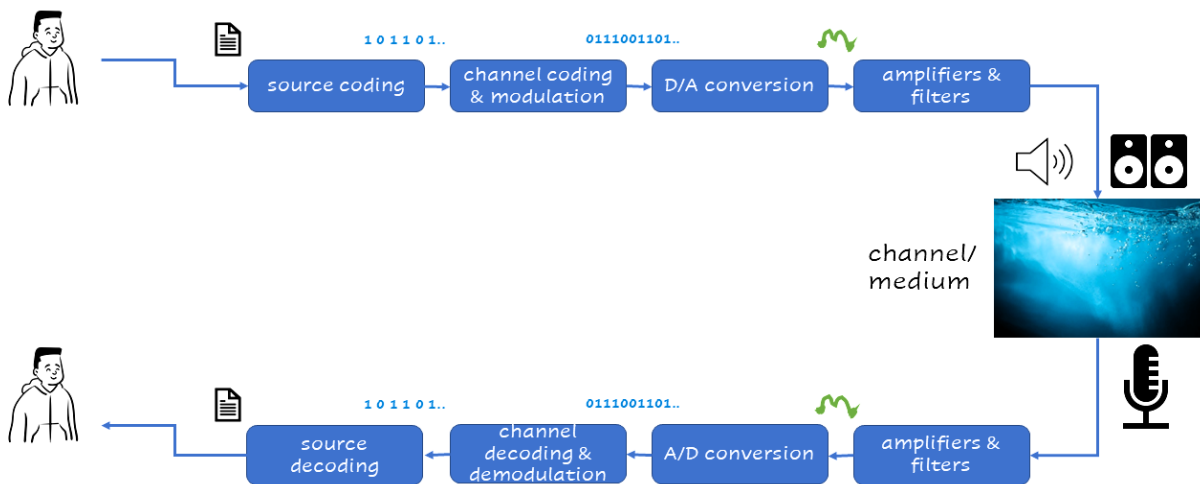 1 0 1 1 0 1..
0111001101..
source coding
channel coding
& modulation
D/A conversion
amplifiers &
filters
channel/
medium
1 0 1 1 0 1..
0111001101..
source
decoding
channel
decoding &
demodulation
A/D conversion
amplifiers &
filters